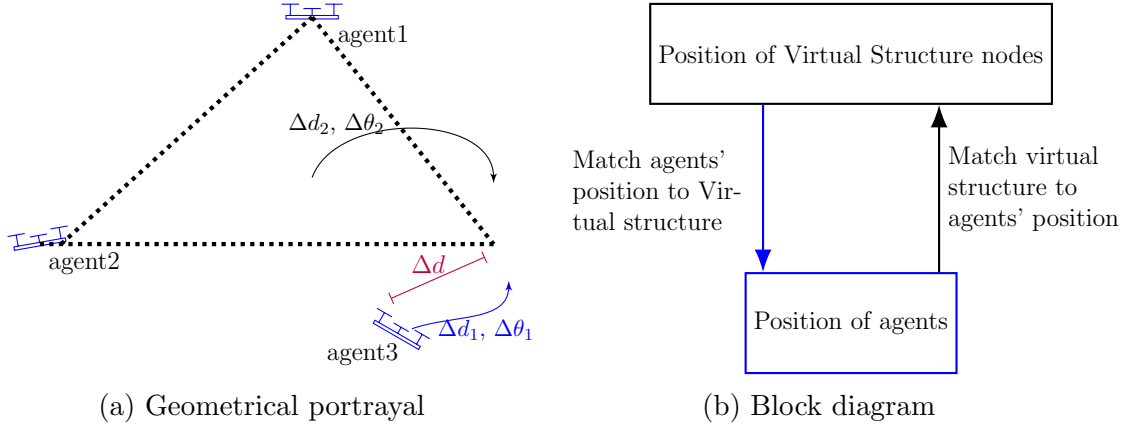 agent1
Δd₂, Δθ₂
agent2
Δd
Δd₁, Δθ₁
agent3
(a) Geometrical portrayal
Position of Virtual Structure nodes
Match agents'
position to Vir-
tual structure
Match virtual
structure to
agents' position
Position of agents
(b) Block diagram